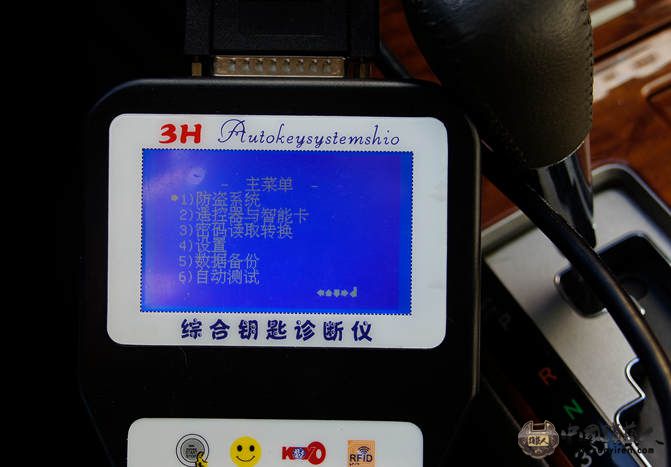 3H Autokeysystemshio
- 主菜单 -
1)防盗系统
2)遥控器与智能卡
3)密码读取转换
4)设置
5)数据备份
6)自动测试
综合钥匙诊断仪
RFID
P
R
N